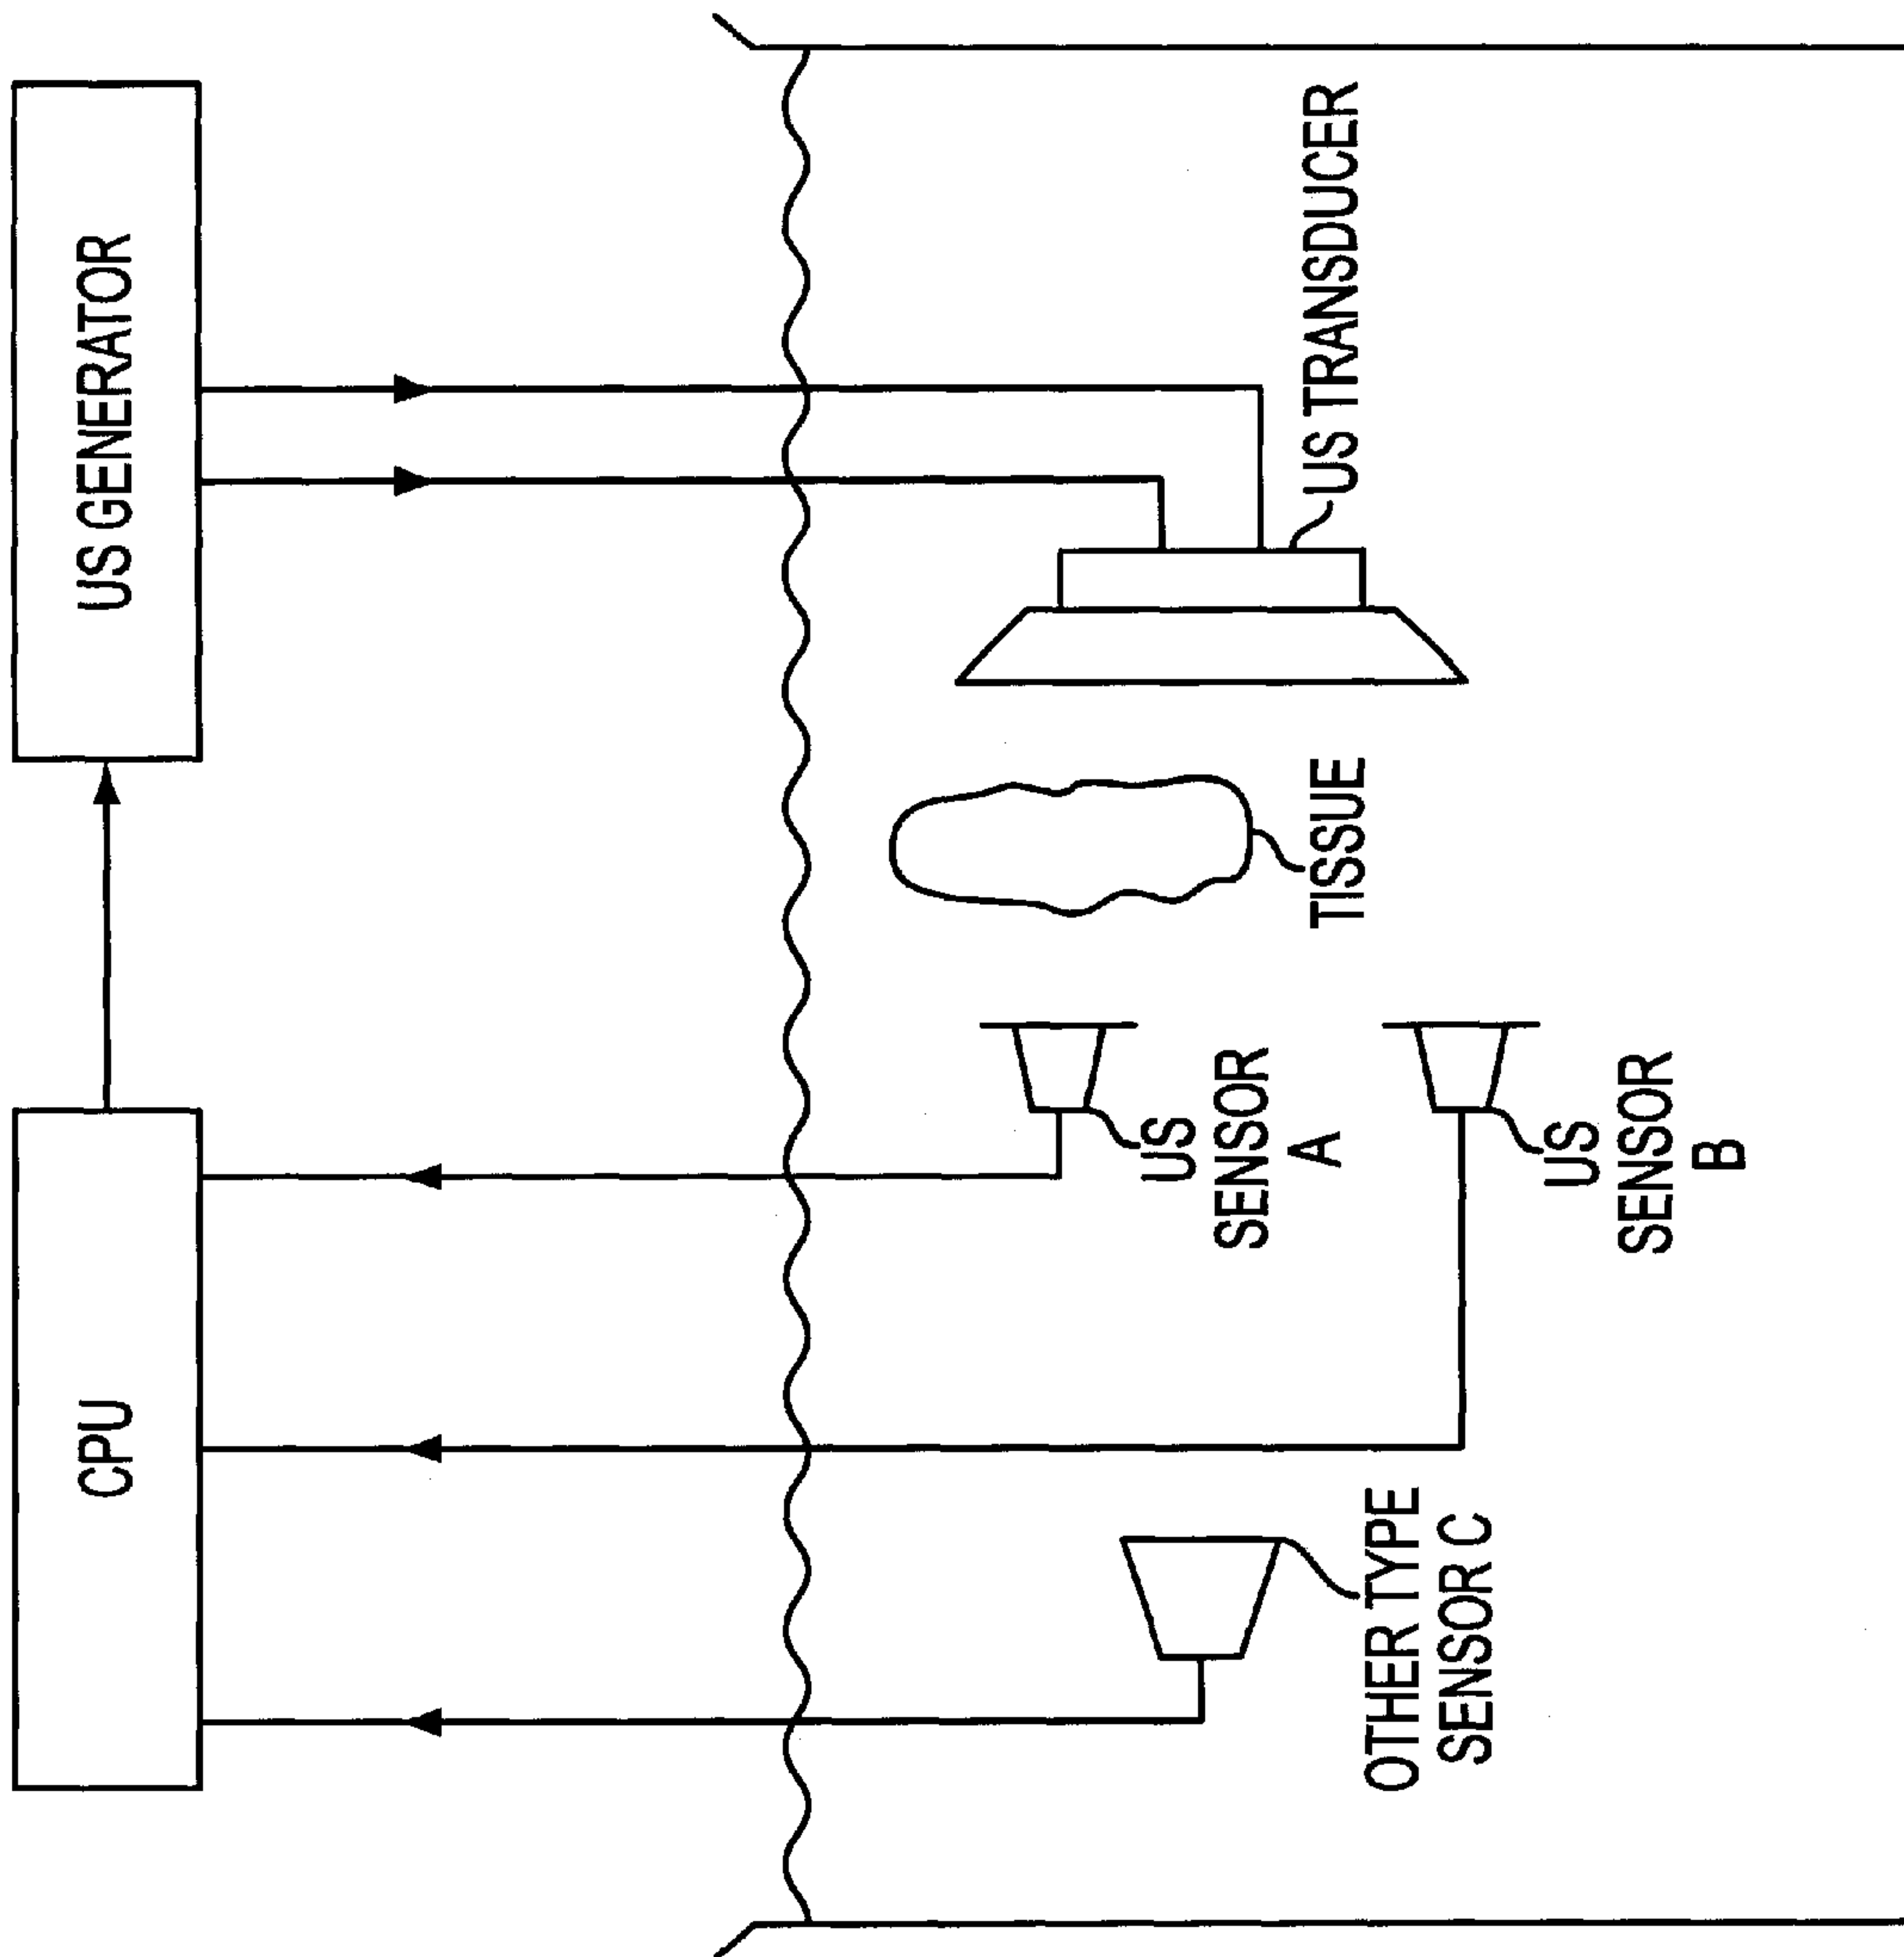 CPU
US GENERATOR
OTHER TYPE
SENSOR C
US
SENSOR
A
US
SENSOR
B
TISSUE
US TRANSDUCER